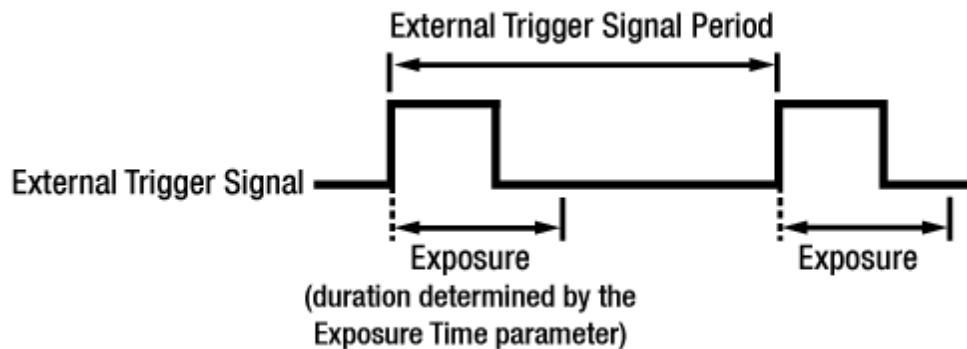 External Trigger Signal Period
External Trigger Signal
Exposure
(duration determined by the
Exposure Time parameter)
Exposure